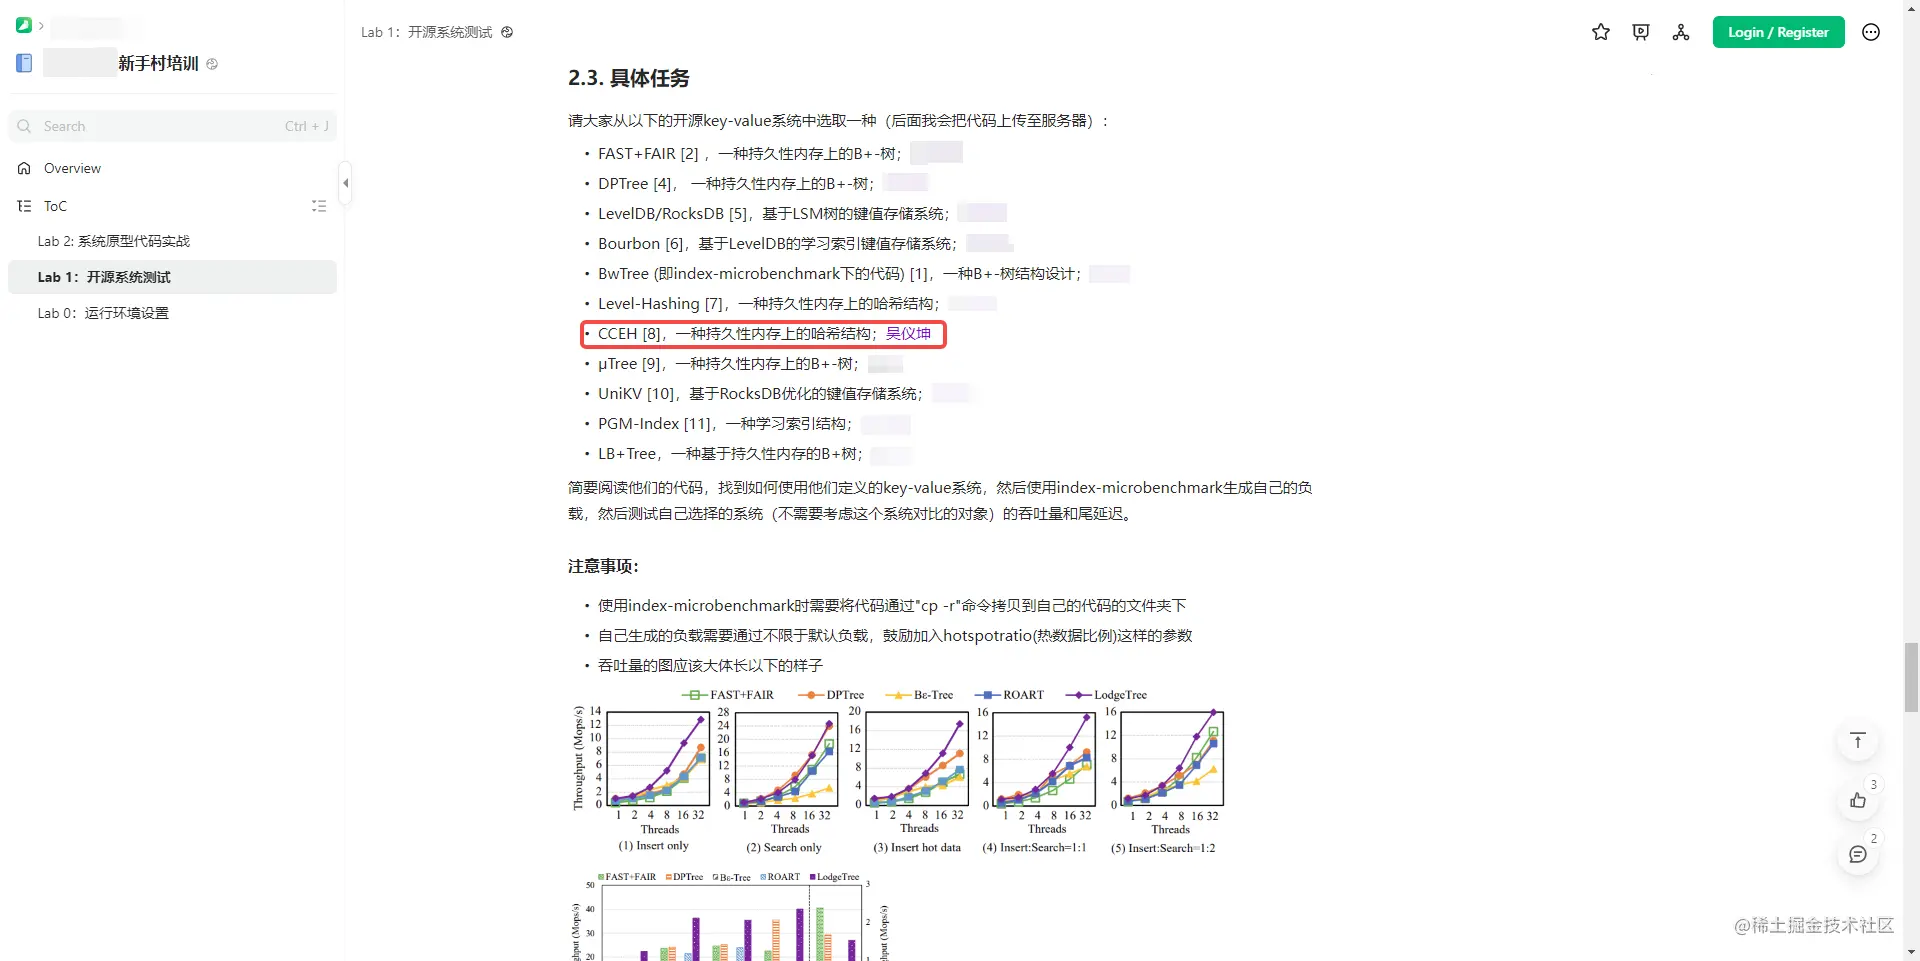 Lab 1：开源系统测试
Login / Register
新手村培训
Search
Ctrl + J
Overview
ToC
Lab 2: 系统原型代码实战
Lab 1：开源系统测试
Lab 0：运行环境设置
2.3. 具体任务
请大家从以下的开源key-value系统中选取一种（后面我会把代码上传至服务器）：
• FAST+FAIR [2] ，一种持久性内存上的B+-树；
• DPTree [4]， 一种持久性内存上的B+-树；
• LevelDB/RocksDB [5]，基于LSM树的键值存储系统；
• Bourbon [6]，基于LevelDB的学习索引键值存储系统；
• BwTree (即index-microbenchmark下的代码) [1]，一种B+-树结构设计；
• Level-Hashing [7]，一种持久性内存上的哈希结构；
• CCEH [8]，一种持久性内存上的哈希结构；吴仪坤
• μTree [9]，一种持久性内存上的B+-树；
• UniKV [10]，基于RocksDB优化的键值存储系统；
• PGM-Index [11]，一种学习索引结构；
• LB+Tree，一种基于持久性内存的B+树；
简要阅读他们的代码，找到如何使用他们定义的key-value系统，然后使用index-microbenchmark生成自己的负
载，然后测试自己选择的系统（不需要考虑这个系统对比的对象）的吞吐量和尾延迟。
注意事项：
• 使用index-microbenchmark时需要将代码通过"cp -r"命令拷贝到自己的代码的文件夹下
• 自己生成的负载需要通过不限于默认负载，鼓励加入hotspotratio(热数据比例)这样的参数
• 吞吐量的图应该大体长以下的样子
FAST+FAIR DPTree Bε-Tree ROART LodgeTree
Throughput (Mops/s)
14 12 10 8 6 4 2 0
1 2 4 8 16 32
Threads
(1) Insert only
28 24 20 16 12 8 4 0
1 2 4 8 16 32
Threads
(2) Search only
20 16 12 8 4 0
1 2 4 8 16 32
Threads
(3) Insert hot data
16 12 8 4 0
1 2 4 8 16 32
Threads
(4) Insert:Search=1:1
16 12 8 4 0
1 2 4 8 16 32
Threads
(5) Insert:Search=1:2
FAST+FAIR DPTree Bε-Tree ROART LodgeTree
50 40 30 20
3 2 1
3
2
@稀土掘金技术社区